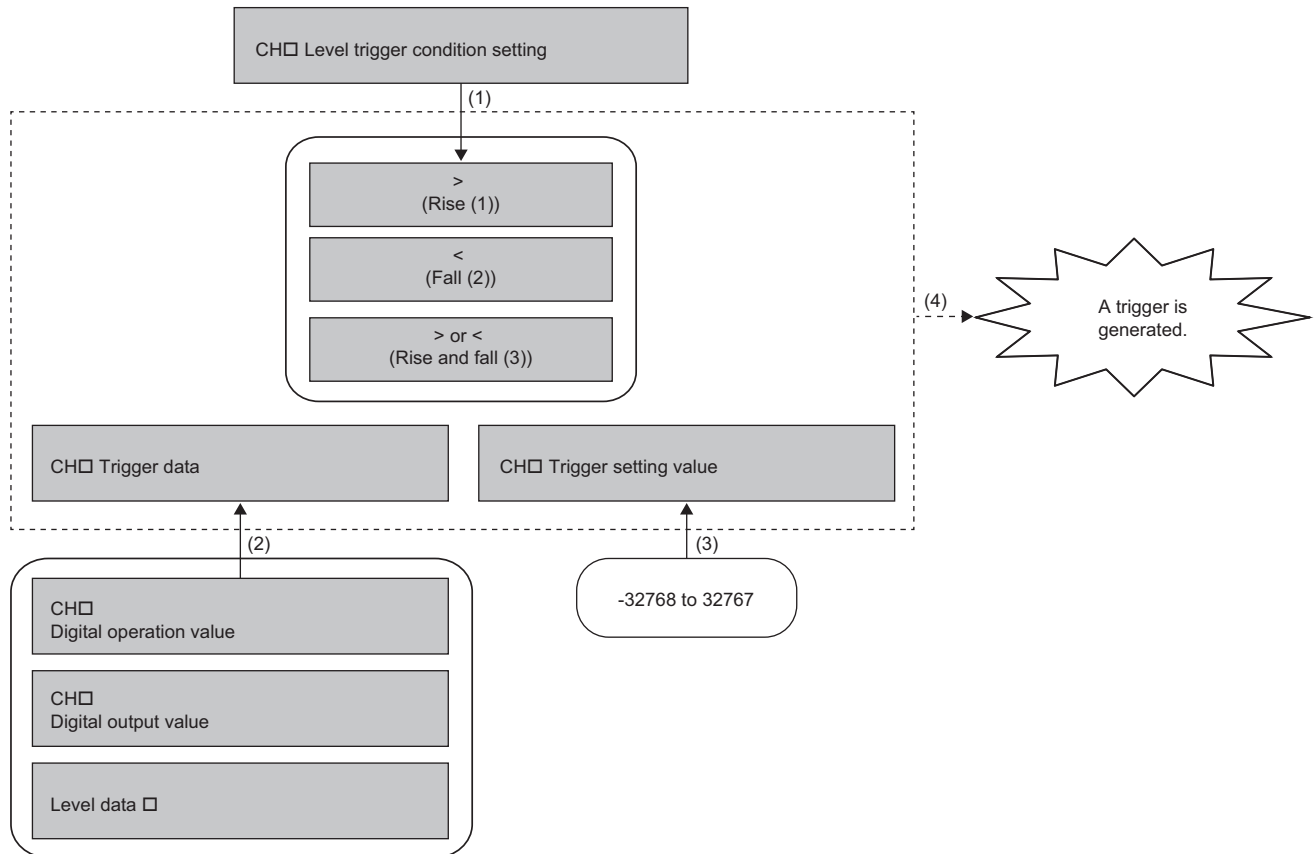 CH□ Level trigger condition setting
(1)
>
(Rise (1))
<
(Fall (2))
> or <
(Rise and fall (3))
(4)
A trigger is
generated.
CH□ Trigger data
CH□ Trigger setting value
(2)
(3)
CH□
Digital operation value
-32768 to 32767
CH□
Digital output value
Level data □